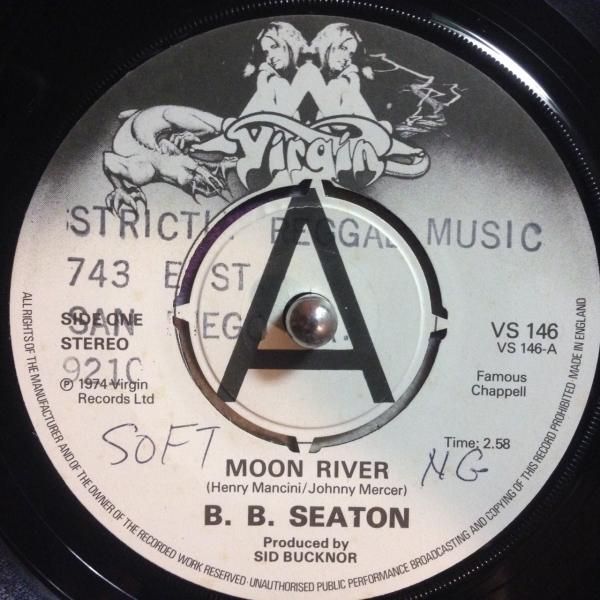 Virgin
STRICTLY REGGAE MUSIC
743 E ST
SAN DIEGO
9210
A
SIDE ONE
STEREO
℗ 1974 Virgin
Records Ltd
VS 146
VS 146-A
Famous
Chappell
Time: 2.58
SOFT
NG
MOON RIVER
(Henry Mancini/Johnny Mercer)
B. B. SEATON
Produced by
SID BUCKNOR
ALL RIGHTS OF THE MANUFACTURER AND OF THE OWNER OF THE RECORDED WORK RESERVED · UNAUTHORISED PUBLIC PERFORMANCE BROADCASTING AND COPYING OF THIS RECORD PROHIBITED MADE IN ENGLAND